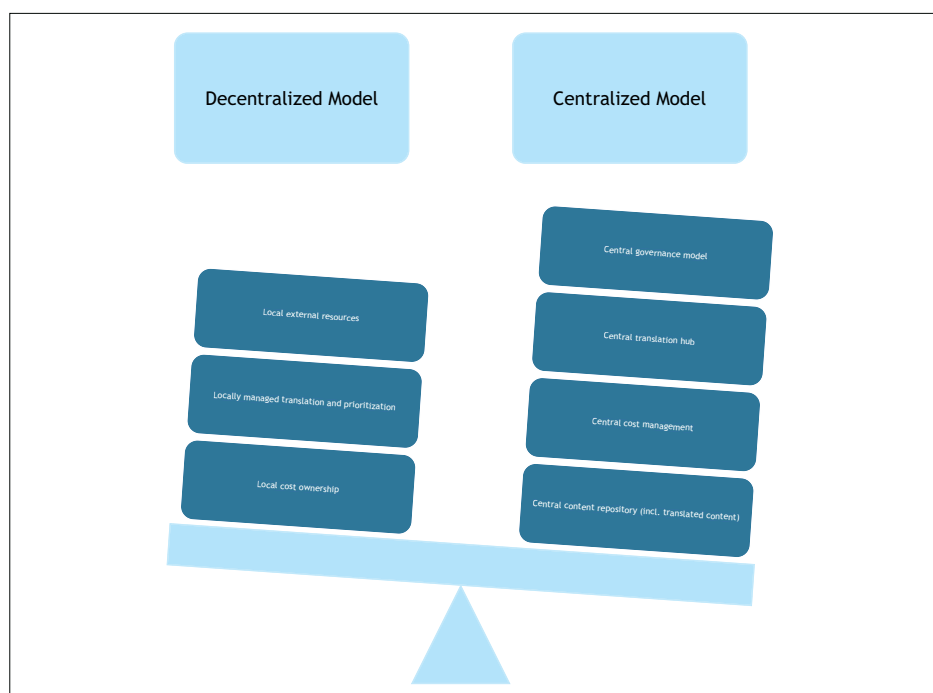 Decentralized Model
Centralized Model
Local external resources
Locally managed translation and prioritization
Local cost ownership
Central governance model
Central translation hub
Central cost management
Central content repository (incl. translated content)